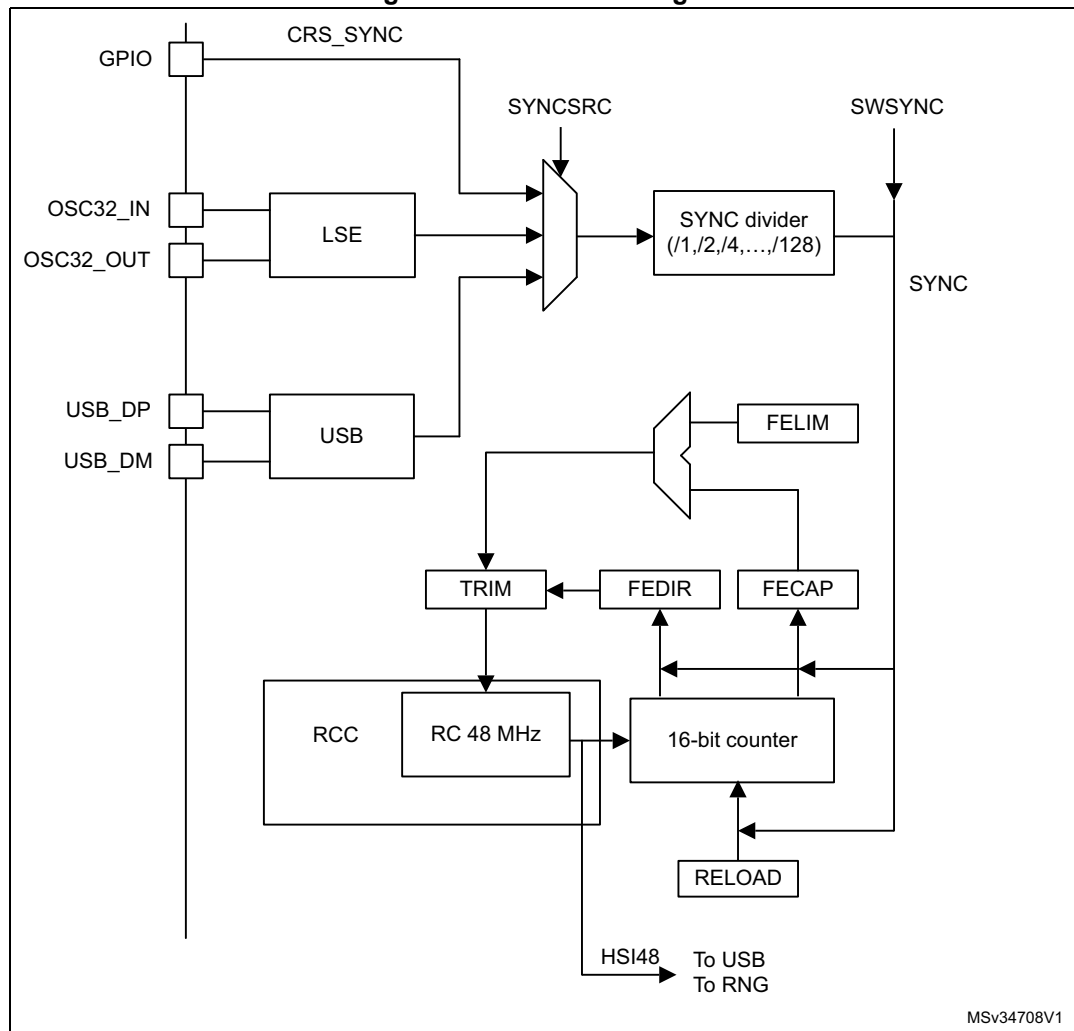 CRS_SYNC
GPIO
SYNCSRC
SWSYNC
OSC32_IN
LSE
OSC32_OUT
SYNC divider
(/1,/2,/4,…,/128)
SYNC
USB_DP
USB
USB_DM
FELIM
TRIM
FEDIR
FECAP
RCC
RC 48 MHz
16-bit counter
RELOAD
HSI48
To USB
To RNG
MSv34708V1